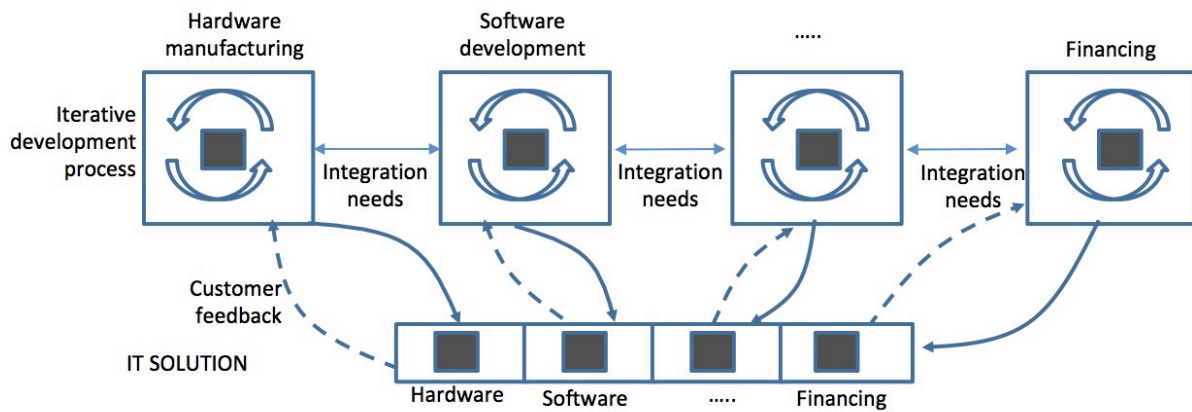 Hardware
manufacturing
Software
development
.....
Financing
Iterative
development
process
Integration
needs
Integration
needs
Integration
needs
Customer
feedback
IT SOLUTION
Hardware
Software
.....
Financing